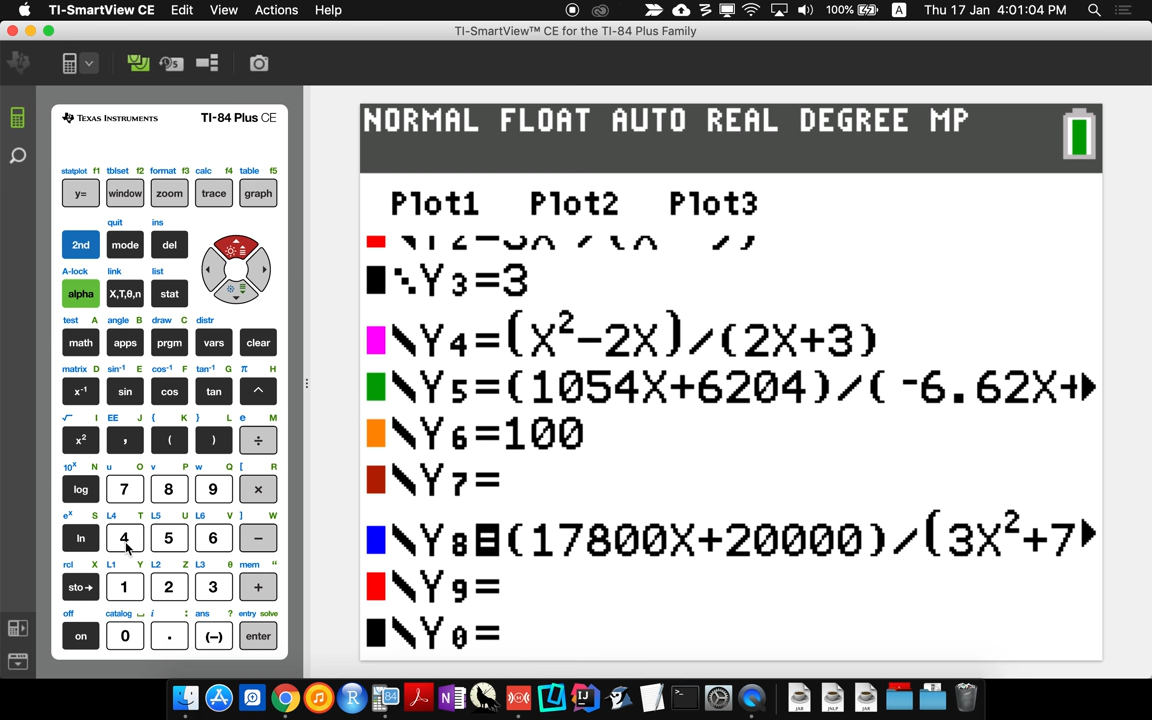 TI-SmartView CE Edit View Actions Help 100% A Thu 17 Jan 4:01:04 PM
TI-SmartView™ CE for the TI-84 Plus Family
TEXAS INSTRUMENTS TI-84 Plus CE
statplot f1 tblset f2 format f3 calc f4 table f5
y= window zoom trace graph
quit ins
2nd mode del
A-lock link list
alpha X,T,θ,n stat
test A angle B draw C distr
math apps prgm vars clear
matrix D sin⁻¹ E cos⁻¹ F tan⁻¹ G π H
x⁻¹ sin cos tan ^
√ I EE J { K } L e M
x² , ( ) ÷
10ˣ N u O v P w Q [ R
log 7 8 9 ×
eˣ S L4 T L5 U L6 V ] W
ln 4 5 6 −
rcl X L1 Y L2 Z L3 θ mem “
sto→ 1 2 3 +
off catalog ⎵ i : ans ? entry solve
on 0 . (–) enter
NORMAL FLOAT AUTO REAL DEGREE MP
Plot1 Plot2 Plot3
Y₃=3
Y₄=(X²-2X)/(2X+3)
Y₅=(1054X+6204)/(-6.62X+
Y₆=100
Y₇=
Y₈=(17800X+20000)/(3X²+7
Y₉=
Y₀=
JAR JNLP JAR